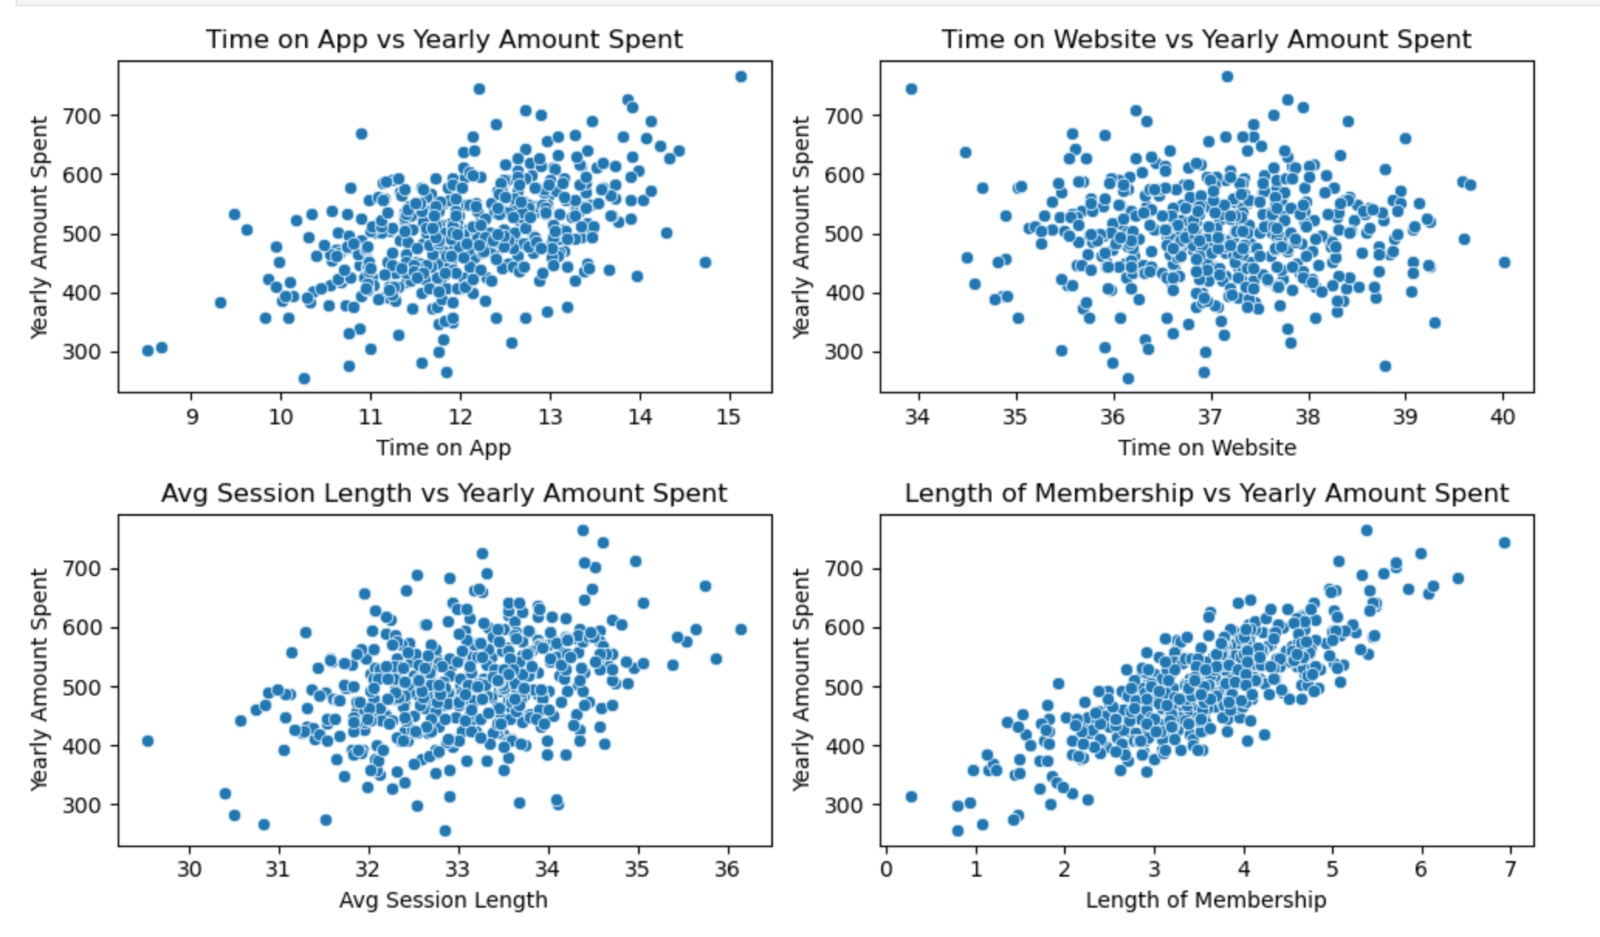 Time on App vs Yearly Amount Spent
Yearly Amount Spent
700
600
500
400
300
9 10 11 12 13 14 15
Time on App
Time on Website vs Yearly Amount Spent
Yearly Amount Spent
700
600
500
400
300
34 35 36 37 38 39 40
Time on Website
Avg Session Length vs Yearly Amount Spent
Yearly Amount Spent
700
600
500
400
300
30 31 32 33 34 35 36
Avg Session Length
Length of Membership vs Yearly Amount Spent
Yearly Amount Spent
700
600
500
400
300
0 1 2 3 4 5 6 7
Length of Membership